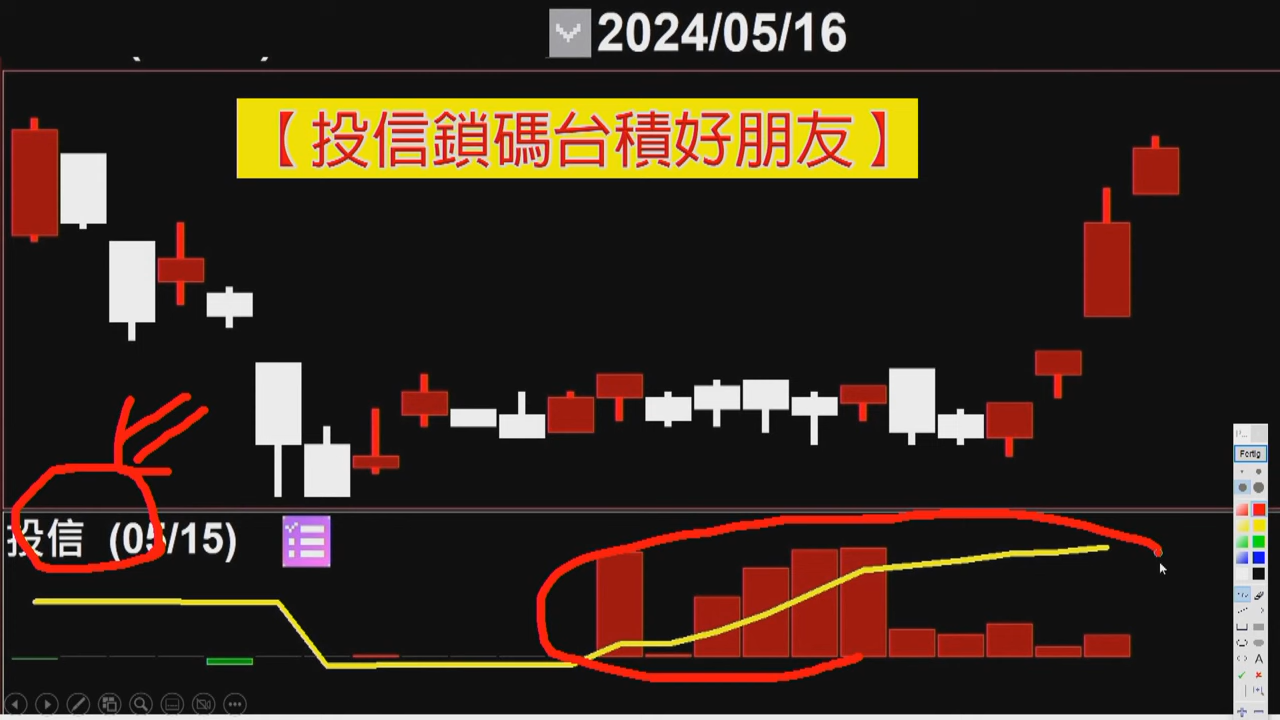 2024/05/16
【投信鎖碼台積好朋友】
投信 (05/15)
P...
Fertig
A